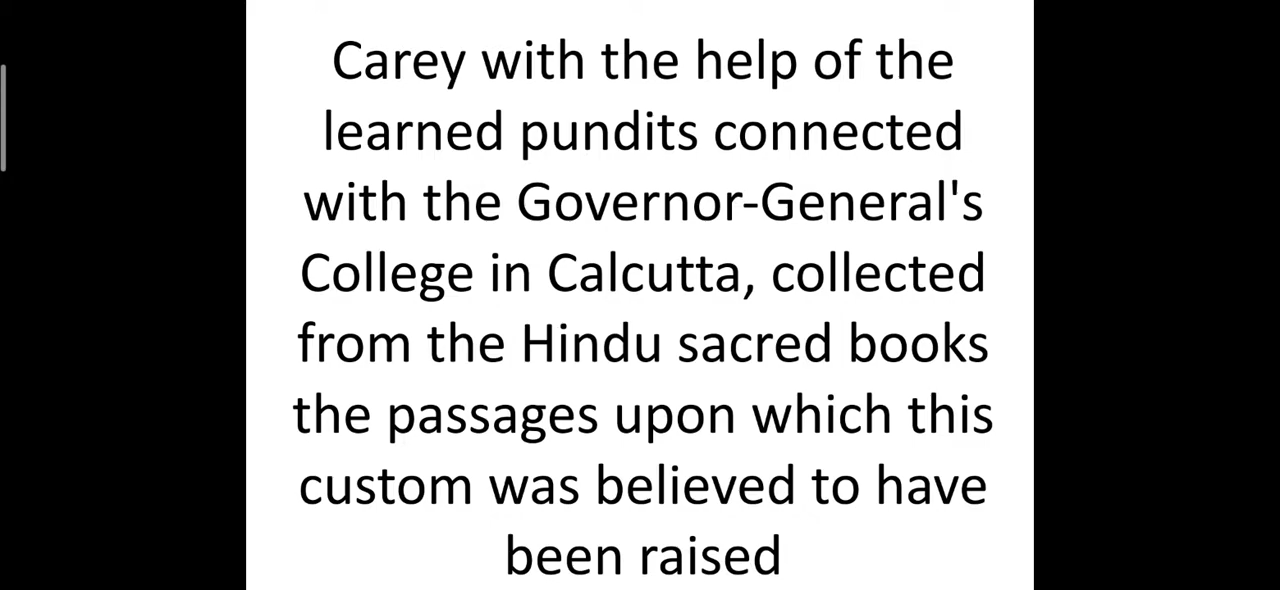 Carey with the help of the
learned pundits connected
with the Governor-General's
College in Calcutta, collected
from the Hindu sacred books
the passages upon which this
custom was believed to have
been raised